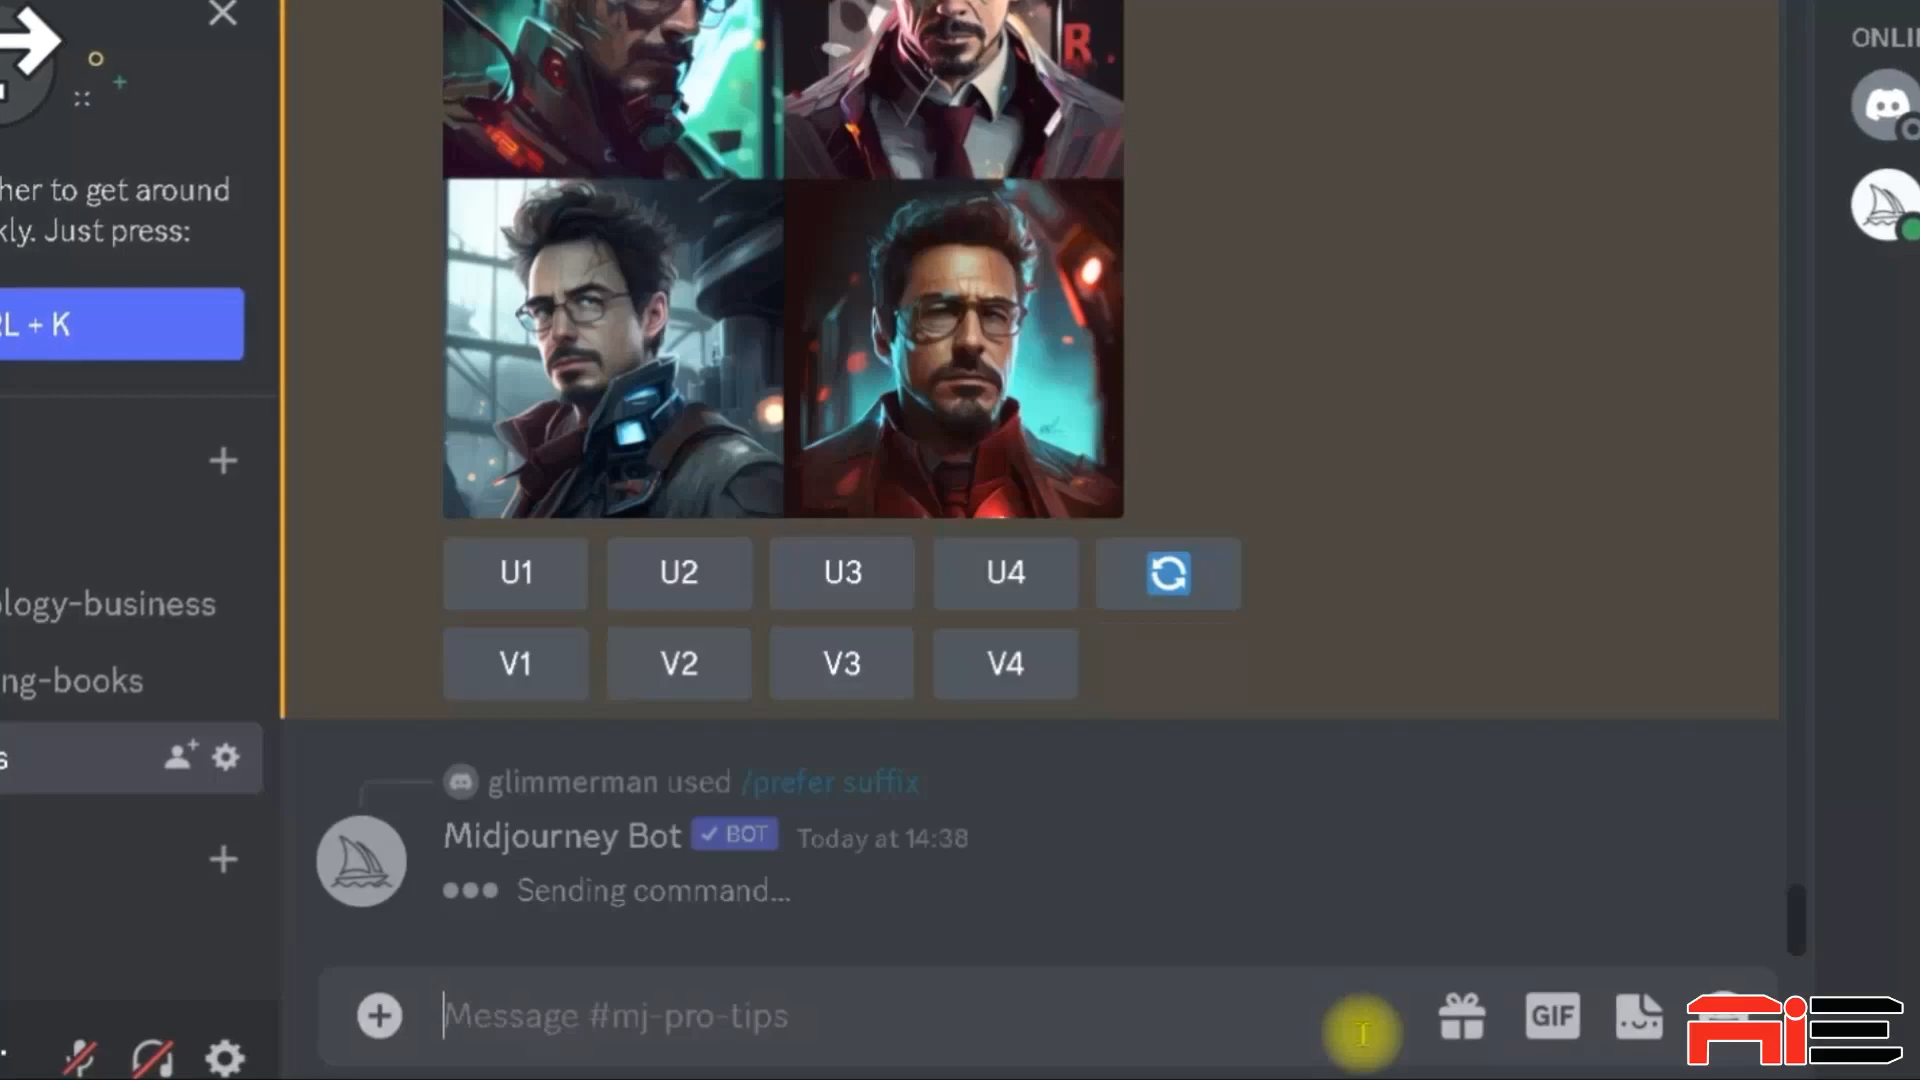 R
ONLI
her to get around
kly. Just press:
RL + K
U1 U2 U3 U4
V1 V2 V3 V4
logy-business
ng-books
s
glimmerman used /prefer suffix
Midjourney Bot ✓ BOT Today at 14:38
Sending command...
Message #mj-pro-tips
GIF
AiE